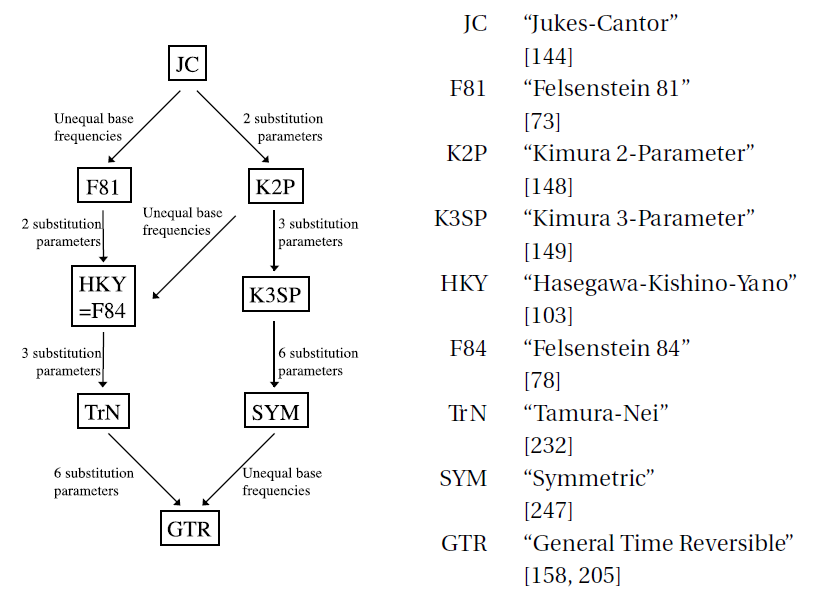 JC
Unequal base
frequencies
2 substitution
parameters
F81
K2P
2 substitution
parameters
Unequal base
frequencies
3 substitution
parameters
HKY
=F84
K3SP
3 substitution
parameters
6 substitution
parameters
TrN
SYM
6 substitution
parameters
Unequal base
frequencies
GTR
JC "Jukes-Cantor"
[144]
F81 "Felsenstein 81"
[73]
K2P "Kimura 2-Parameter"
[148]
K3SP "Kimura 3-Parameter"
[149]
HKY "Hasegawa-Kishino-Yano"
[103]
F84 "Felsenstein 84"
[78]
TrN "Tamura-Nei"
[232]
SYM "Symmetric"
[247]
GTR "General Time Reversible"
[158, 205]